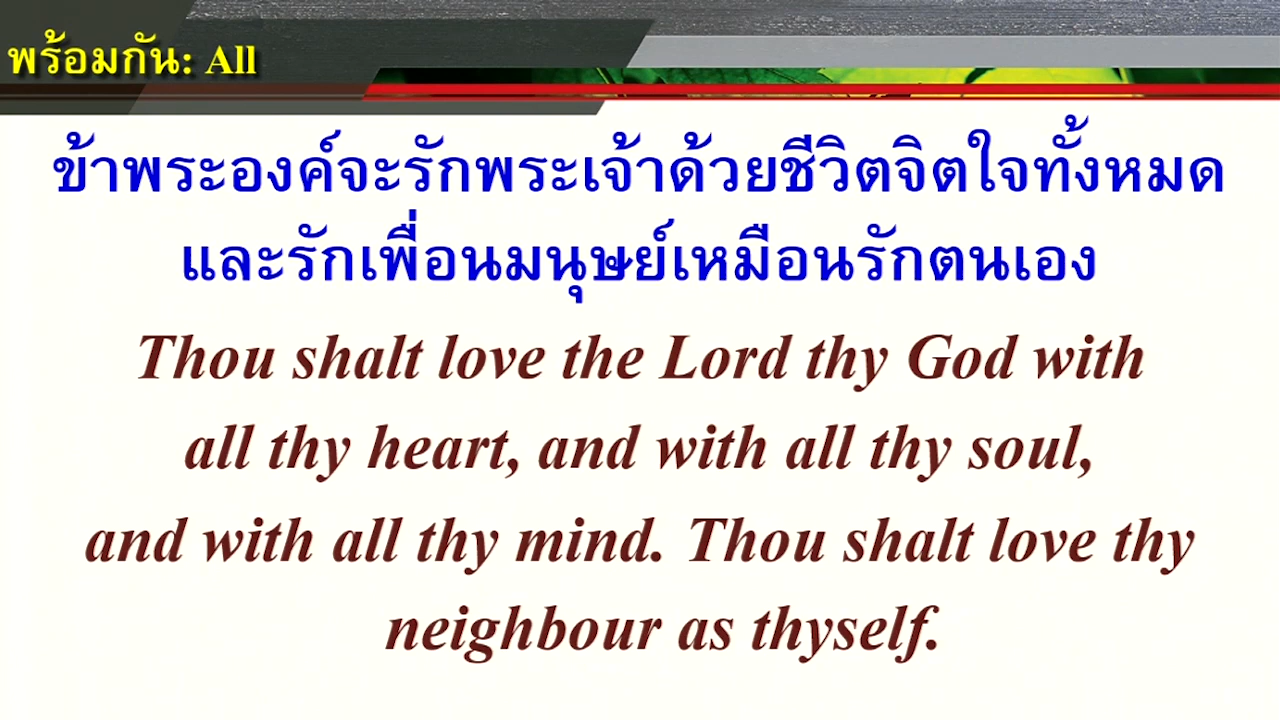 พร้อมกัน: All
ข้าพระองค์จะรักพระเจ้าด้วยชีวิตจิตใจทั้งหมด
และรักเพื่อนมนุษย์เหมือนรักตนเอง
Thou shalt love the Lord thy God with
all thy heart, and with all thy soul,
and with all thy mind. Thou shalt love thy
neighbour as thyself.